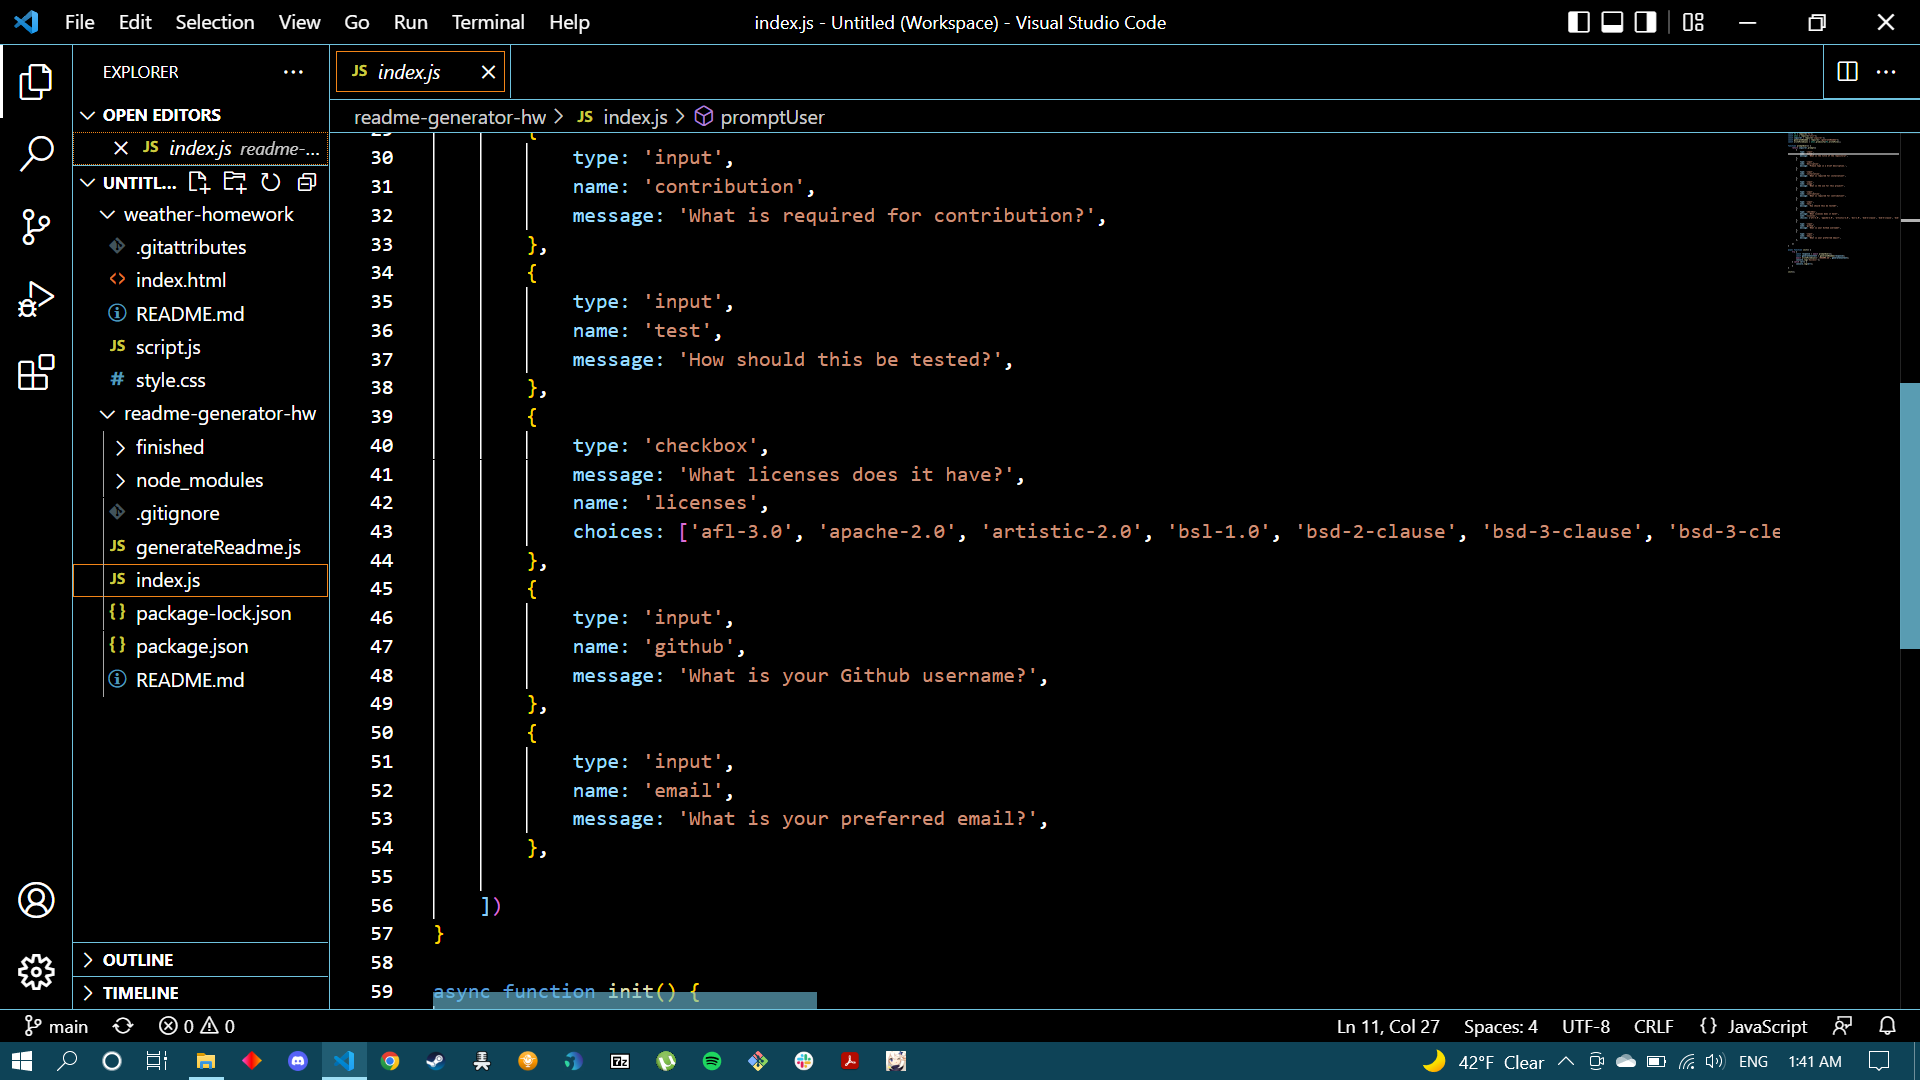 File Edit Selection View Go Run Terminal Help
index.js - Untitled (Workspace) - Visual Studio Code
EXPLORER
JS index.js
OPEN EDITORS
JS index.js readme-...
UNTITL...
weather-homework
.gitattributes
index.html
README.md
JS script.js
# style.css
readme-generator-hw
finished
node_modules
.gitignore
JS generateReadme.js
JS index.js
{} package-lock.json
{} package.json
README.md
OUTLINE
TIMELINE
readme-generator-hw > JS index.js > promptUser
29 {
30 type: 'input',
31 name: 'contribution',
32 message: 'What is required for contribution?',
33 },
34 {
35 type: 'input',
36 name: 'test',
37 message: 'How should this be tested?',
38 },
39 {
40 type: 'checkbox',
41 message: 'What licenses does it have?',
42 name: 'licenses',
43 choices: ['afl-3.0', 'apache-2.0', 'artistic-2.0', 'bsl-1.0', 'bsd-2-clause', 'bsd-3-clause', 'bsd-3-cle
44 },
45 {
46 type: 'input',
47 name: 'github',
48 message: 'What is your Github username?',
49 },
50 {
51 type: 'input',
52 name: 'email',
53 message: 'What is your preferred email?',
54 },
55
56 ])
57 }
58
59 async function init() {
main 0 0 Ln 11, Col 27 Spaces: 4 UTF-8 CRLF {} JavaScript
7z 42°F Clear ENG 1:41 AM